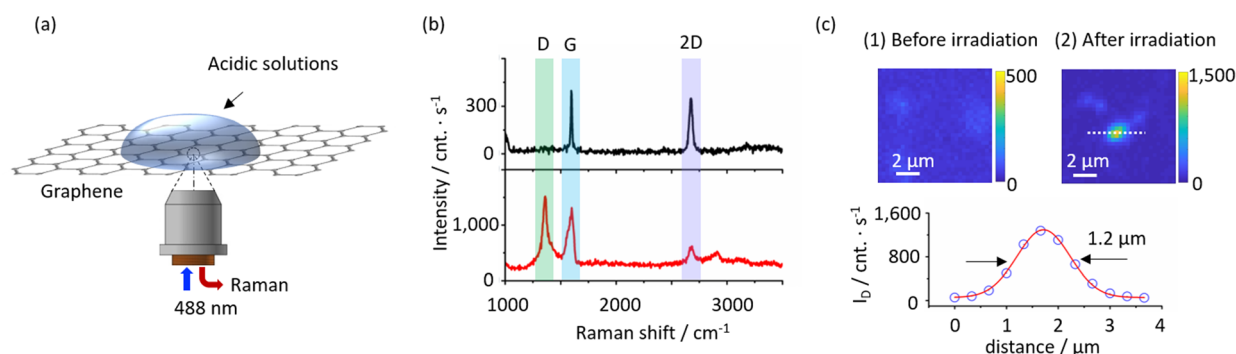 (a)
Acidic solutions
Graphene
Raman
488 nm
(b)
D G 2D
300
0
1,000
0
Intensity / cnt. · s⁻¹
1000 2000 3000
Raman shift / cm⁻¹
(c)
(1) Before irradiation
(2) After irradiation
500
0
2 µm
1,500
0
2 µm
1,600
800
0
I_D / cnt. · s⁻¹
1.2 µm
0 1 2 3 4
distance / µm